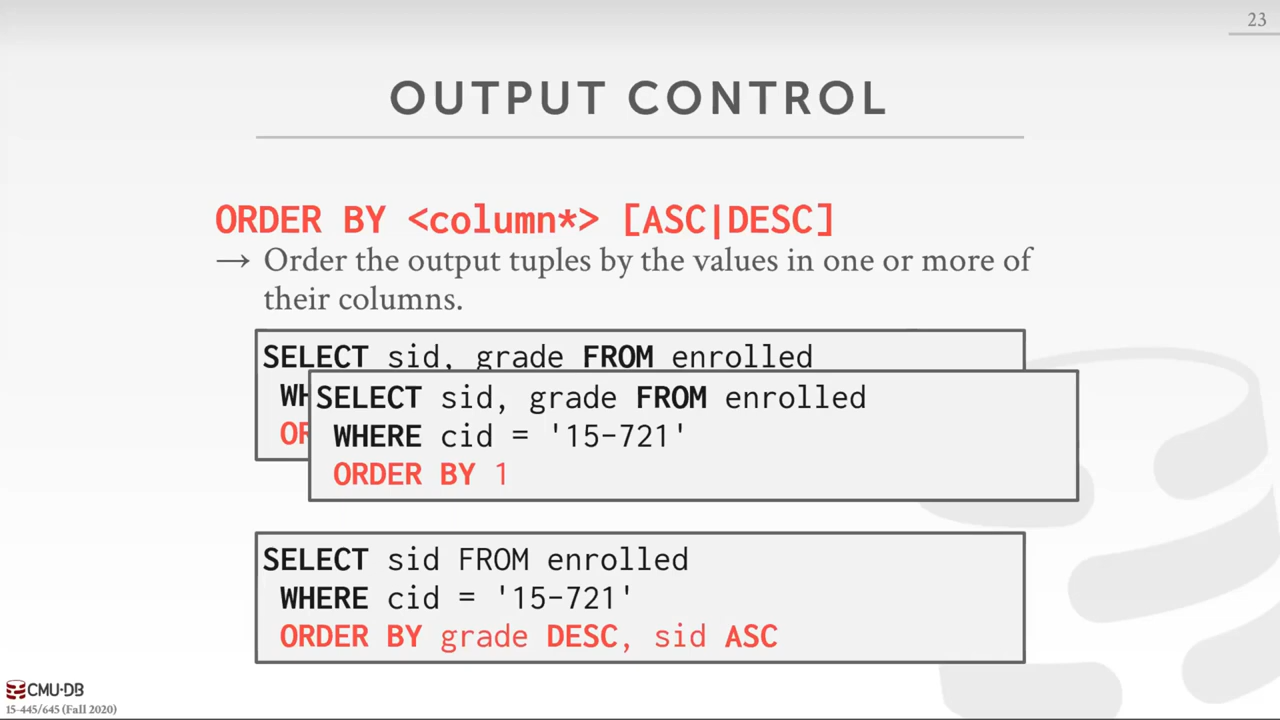 23
OUTPUT CONTROL
ORDER BY <column*> [ASC|DESC]
→ Order the output tuples by the values in one or more of
their columns.
SELECT sid, grade FROM enrolled
WH
OR
SELECT sid, grade FROM enrolled
WHERE cid = '15-721'
ORDER BY 1
SELECT sid FROM enrolled
WHERE cid = '15-721'
ORDER BY grade DESC, sid ASC
CMU·DB
15-445/645 (Fall 2020)